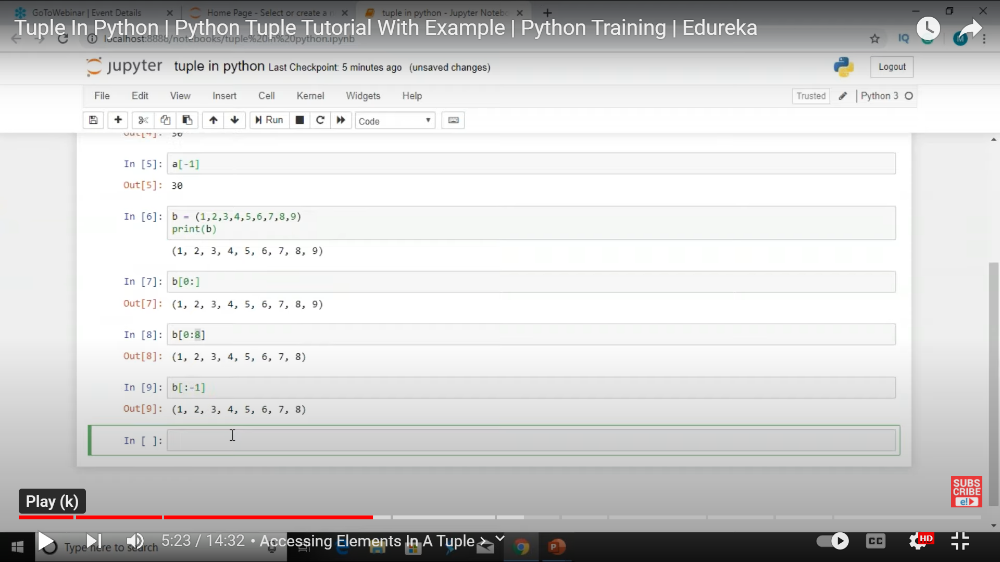 GoToWebinar | Event Details
Home Page - Select or create a n
tuple in python - Jupyter Notebo
Tuple In Python | Python Tuple Tutorial With Example | Python Training | Edureka
localhost:8888/notebooks/tuple%20in%20python.ipynb
IQ
M
jupyter
tuple in python Last Checkpoint: 5 minutes ago (unsaved changes)
Logout
File Edit View Insert Cell Kernel Widgets Help
Trusted
Python 3
Run
Code
Out[4]: 30
In [5]: a[-1]
Out[5]: 30
In [6]: b = (1,2,3,4,5,6,7,8,9)
print(b)
(1, 2, 3, 4, 5, 6, 7, 8, 9)
In [7]: b[0:]
Out[7]: (1, 2, 3, 4, 5, 6, 7, 8, 9)
In [8]: b[0:8]
Out[8]: (1, 2, 3, 4, 5, 6, 7, 8)
In [9]: b[:-1]
Out[9]: (1, 2, 3, 4, 5, 6, 7, 8)
In [ ]:
SUBS
CRIBE
e!
Play (k)
5:23 / 14:32 • Accessing Elements In A Tuple
Type here to search
CC
HD